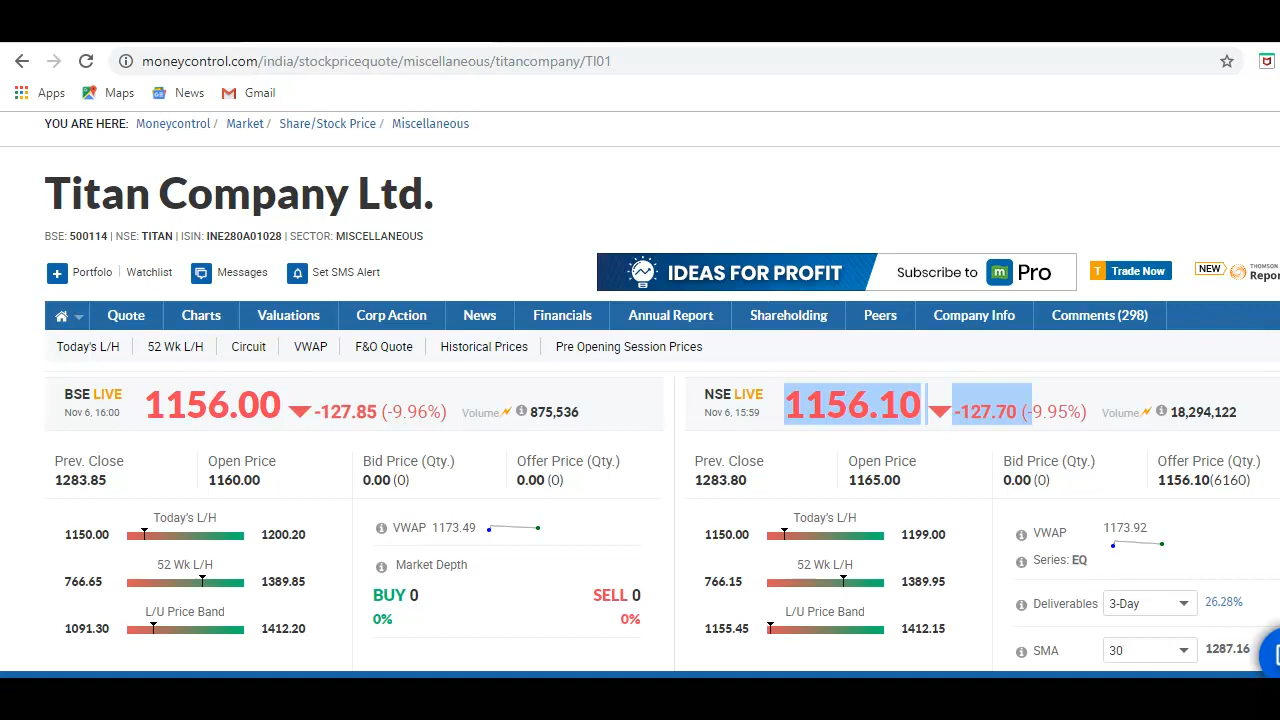 moneycontrol.com/india/stockpricequote/miscellaneous/titancompany/TI01
Apps Maps News Gmail
YOU ARE HERE: Moneycontrol / Market / Share/Stock Price / Miscellaneous
Titan Company Ltd.
BSE: 500114 | NSE: TITAN | ISIN: INE280A01028 | SECTOR: MISCELLANEOUS
+ Portfolo | Watchlist Messages Set SMS Alert
IDEAS FOR PROFIT Subscribe to m Pro
T Trade Now
NEW THOMSON
Repor
Quote Charts Valuations Corp Action News Financials Annual Report Shareholding Peers Company Info Comments (298)
Today's L/H 52 Wk L/H Circuit VWAP F&O Quote Historical Prices Pre Opening Session Prices
BSE LIVE
Nov 6, 16:00
1156.00 -127.85 (-9.96%) Volume 875,536
Prev. Close Open Price Bid Price (Qty.) Offer Price (Qty.)
1283.85 1160.00 0.00 (0) 0.00 (0)
Today's L/H
1150.00 1200.20
52 Wk L/H
766.65 1389.85
L/U Price Band
1091.30 1412.20
VWAP 1173.49
Market Depth
BUY 0 SELL 0
0% 0%
NSE LIVE
Nov 6, 15:59
1156.10 -127.70 (-9.95%) Volume 18,294,122
Prev. Close Open Price Bid Price (Qty.) Offer Price (Qty.)
1283.80 1165.00 0.00 (0) 1156.10(6160)
Today's L/H
1150.00 1199.00
52 Wk L/H
766.15 1389.95
L/U Price Band
1155.45 1412.15
VWAP 1173.92
Series: EQ
Deliverables 3-Day 26.28%
SMA 30 1287.16